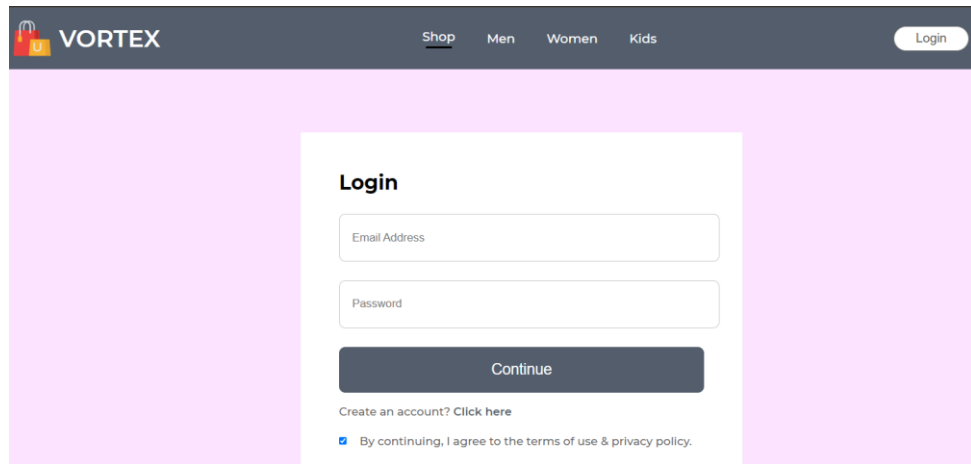 U VORTEX Shop Men Women Kids Login
Login
Email Address
Password
Continue
Create an account? Click here
By continuing, I agree to the terms of use & privacy policy.